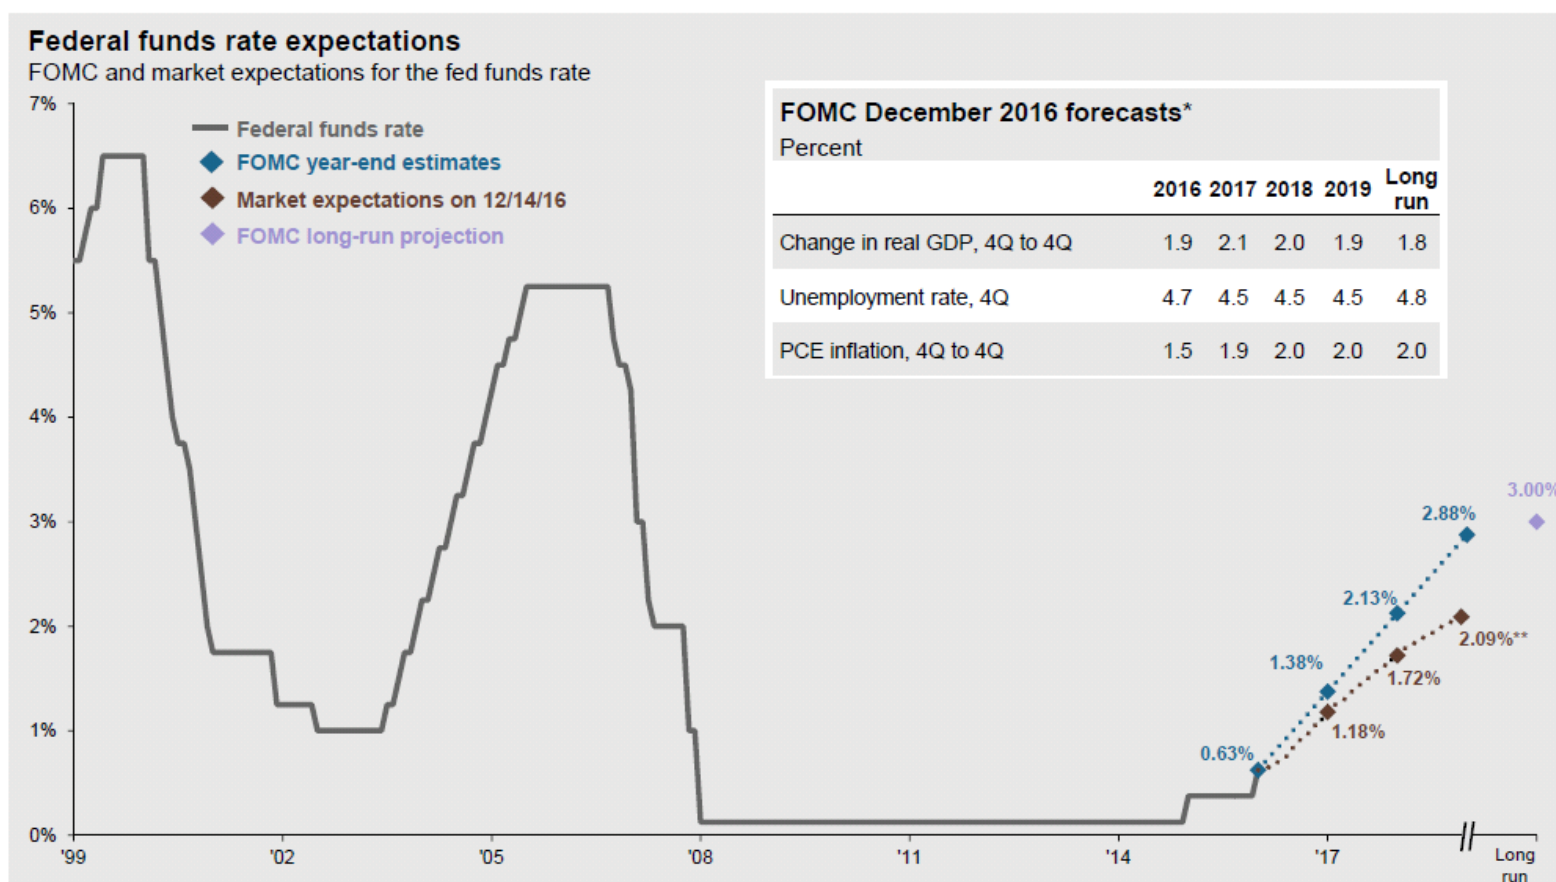 Federal funds rate expectations
FOMC and market expectations for the fed funds rate
7%
6%
5%
4%
3%
2%
1%
0%
Federal funds rate
FOMC year-end estimates
Market expectations on 12/14/16
FOMC long-run projection
FOMC December 2016 forecasts*
Percent
2016 2017 2018 2019 Long run
Change in real GDP, 4Q to 4Q 1.9 2.1 2.0 1.9 1.8
Unemployment rate, 4Q 4.7 4.5 4.5 4.5 4.8
PCE inflation, 4Q to 4Q 1.5 1.9 2.0 2.0 2.0
3.00%
2.88%
2.13%
2.09%**
1.38%
1.72%
1.18%
0.63%
'99 '02 '05 '08 '11 '14 '17 Long
run